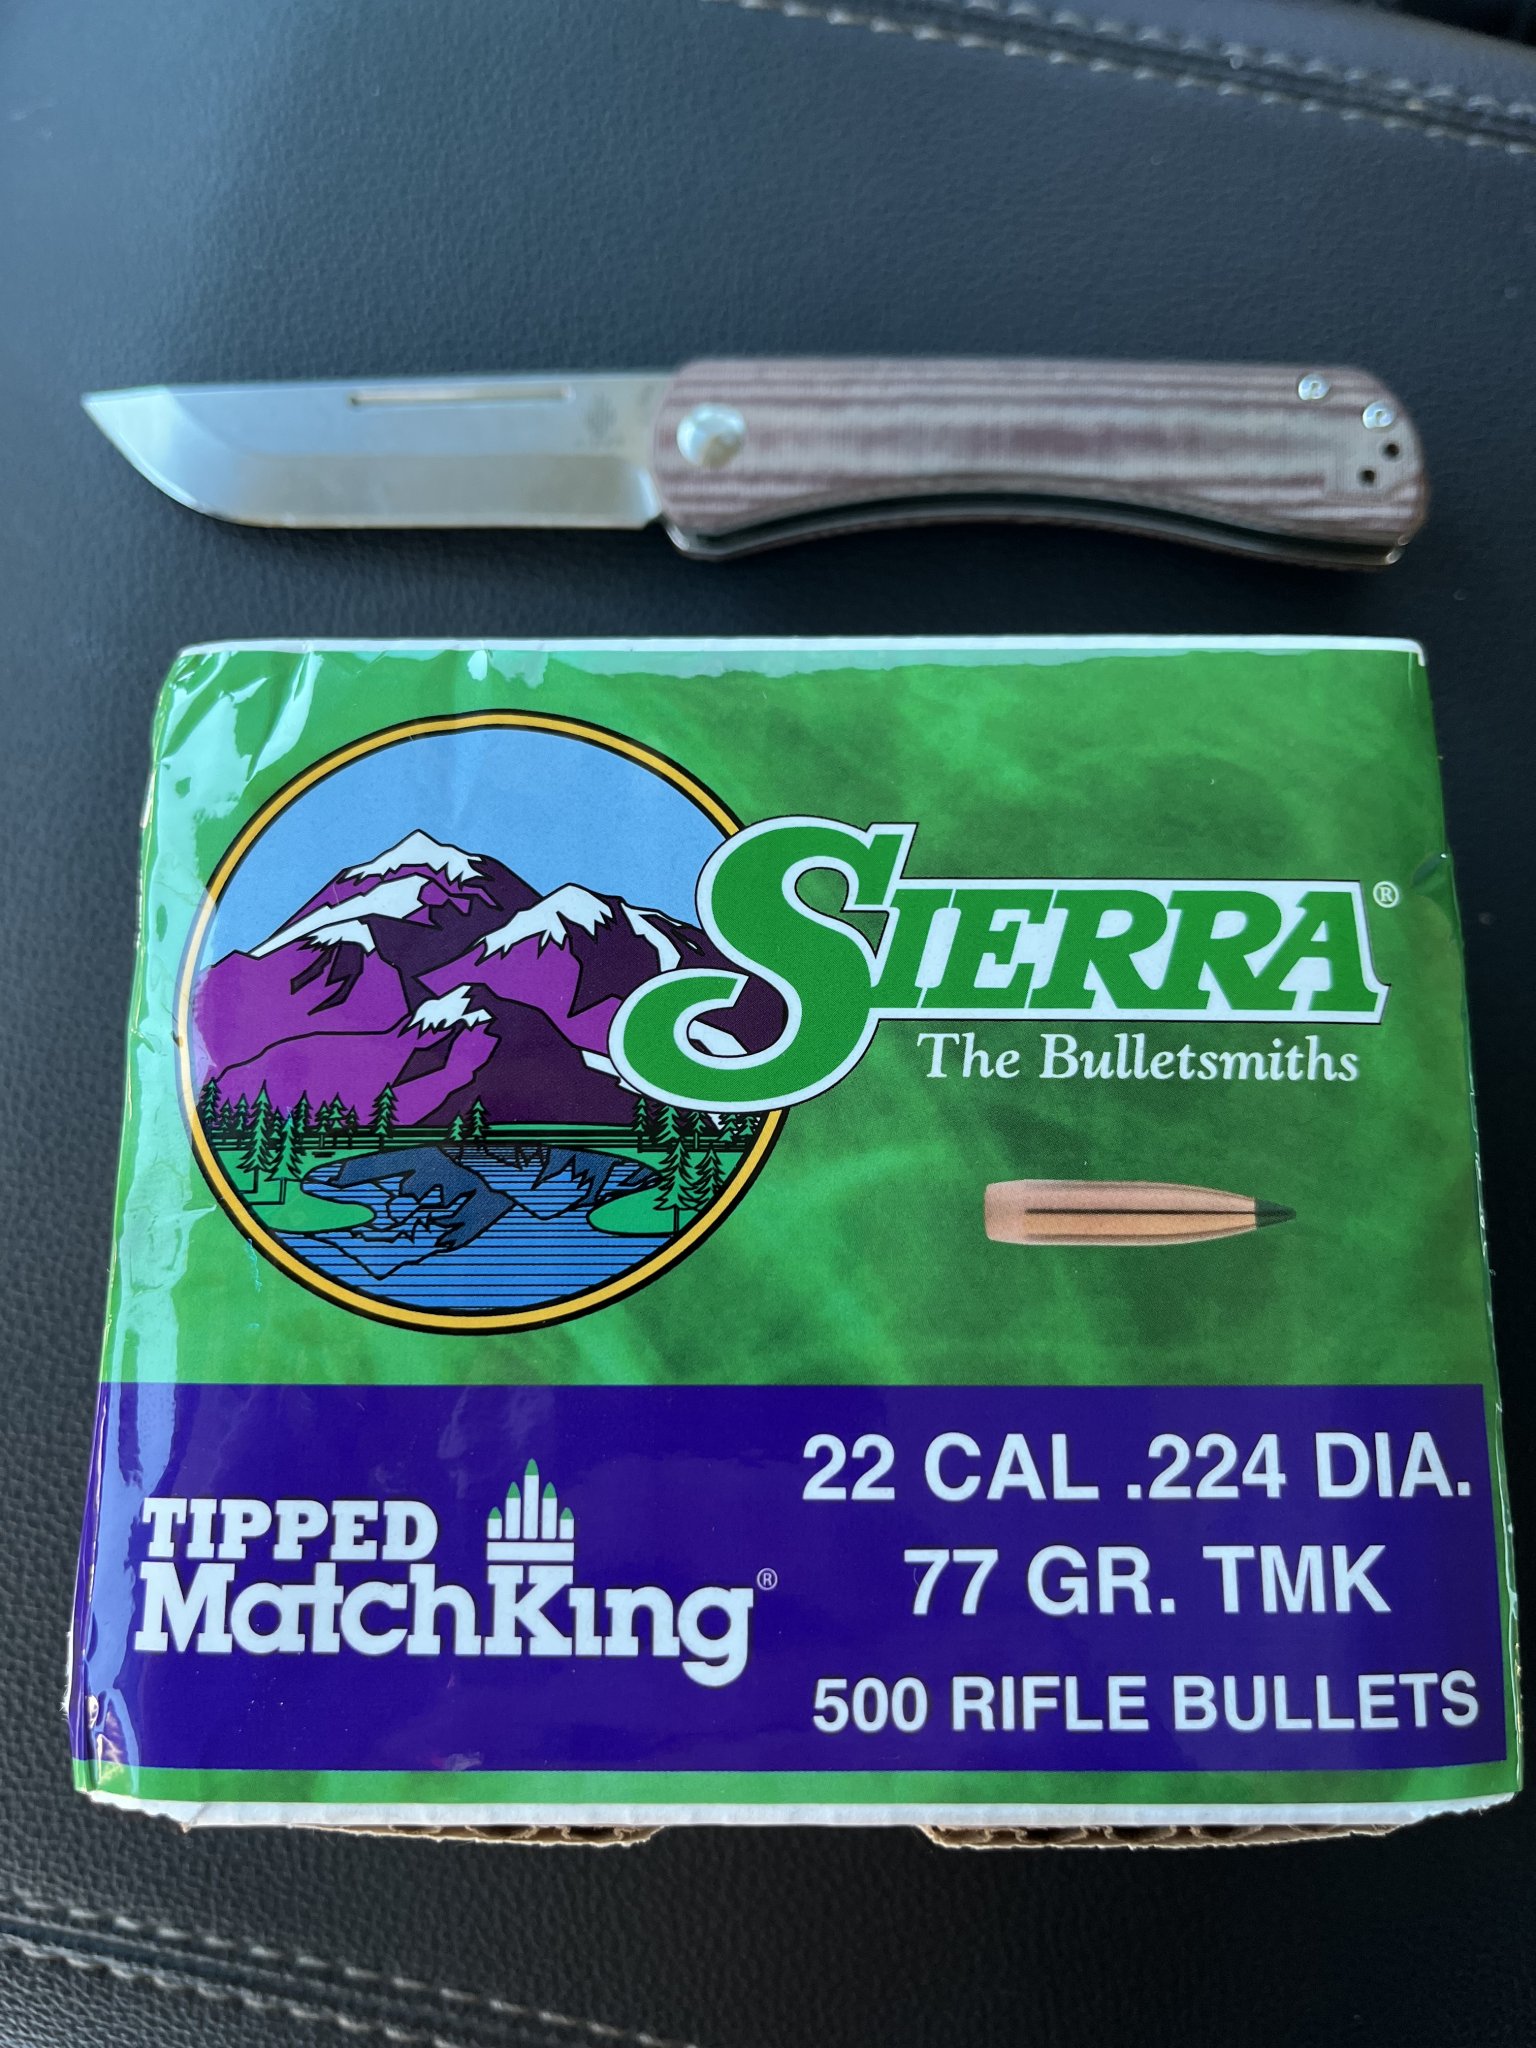 SIERRA®
The Bulletsmiths
TIPPED
MatchKing®
22 CAL .224 DIA.
77 GR. TMK
500 RIFLE BULLETS